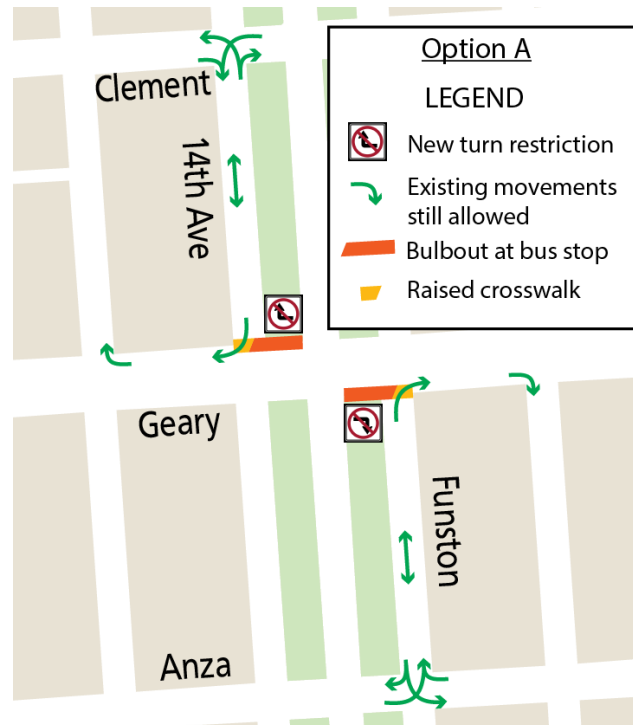 Option A
LEGEND
New turn restriction
Existing movements
still allowed
Bulbout at bus stop
Raised crosswalk
Clement
14th Ave
Geary
Funston
Anza